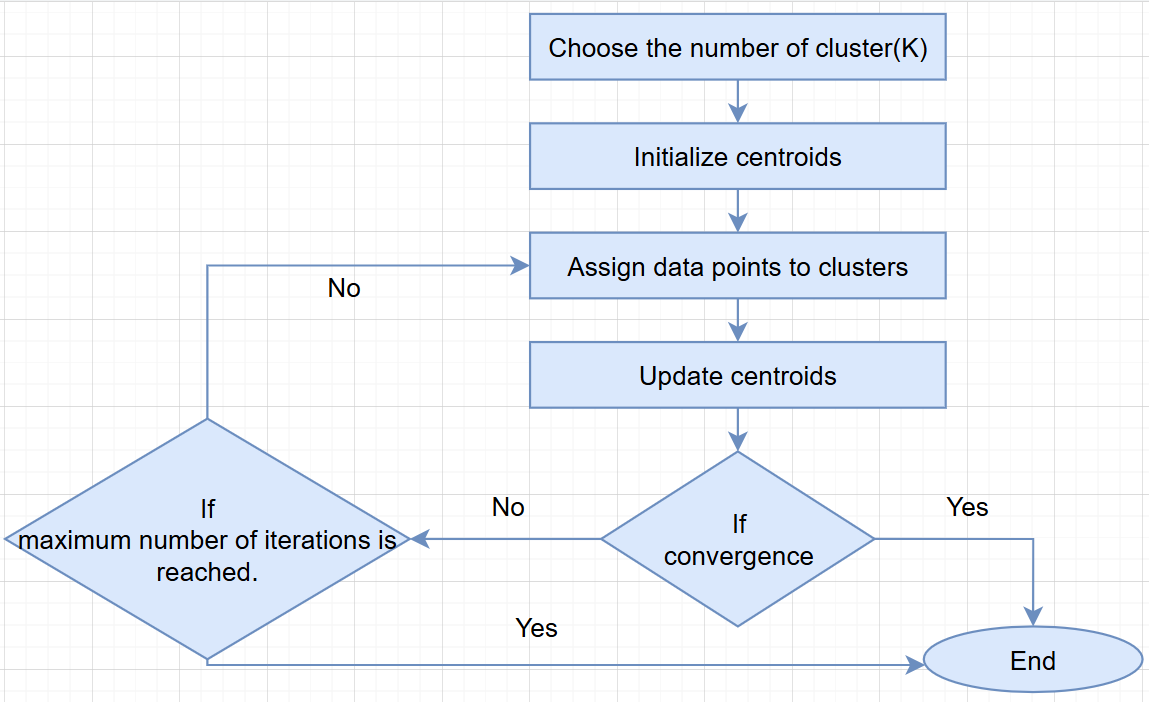 Choose the number of cluster(K)
Initialize centroids
Assign data points to clusters
No
Update centroids
If
convergence
No
Yes
If
maximum number of iterations is
reached.
Yes
End